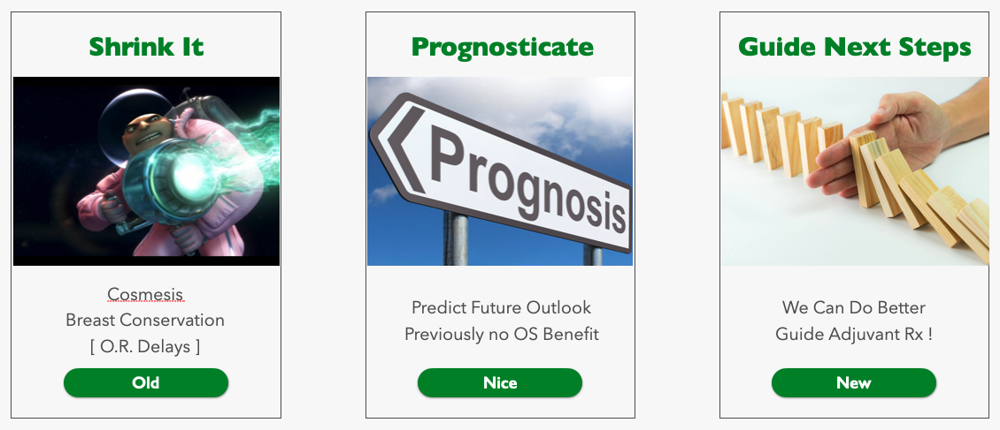 Shrink It
Cosmesis
Breast Conservation
[ O.R. Delays ]
Old
Prognosticate
Prognosis
Predict Future Outlook
Previously no OS Benefit
Nice
Guide Next Steps
We Can Do Better
Guide Adjuvant Rx !
New